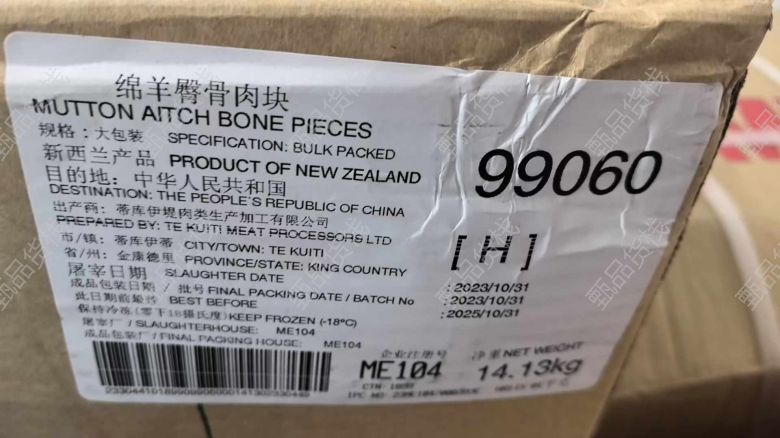 绵羊臀骨肉块
MUTTON AITCH BONE PIECES
规格：大包装 SPECIFICATION: BULK PACKED
新西兰产品 PRODUCT OF NEW ZEALAND
99060
目的地：中华人民共和国
DESTINATION: THE PEOPLE'S REPUBLIC OF CHINA
出产商：蒂库伊堤肉类生产加工有限公司
PREPARED BY: TE KUITI MEAT PROCESSORS LTD
[ H ]
市/镇：蒂库伊蒂 CITY/TOWN: TE KUITI
省/州：金康德里 PROVINCE/STATE: KING COUNTRY
屠宰日期 SLAUGHTER DATE : 2023/10/31
成品包装日期 / 批号 FINAL PACKING DATE / BATCH No : 2023/10/31
此日期前最好 BEST BEFORE : 2025/10/31
保持冷冻(零下18摄氏度)KEEP FROZEN (-18°C)
屠宰厂 / SLAUGHTERHOUSE: ME104
成品包装厂 / FINAL PACKING HOUSE: ME104
企业注册号
ME104
净重 NET WEIGHT
14.13kg
IPC NO:
甄品货栈